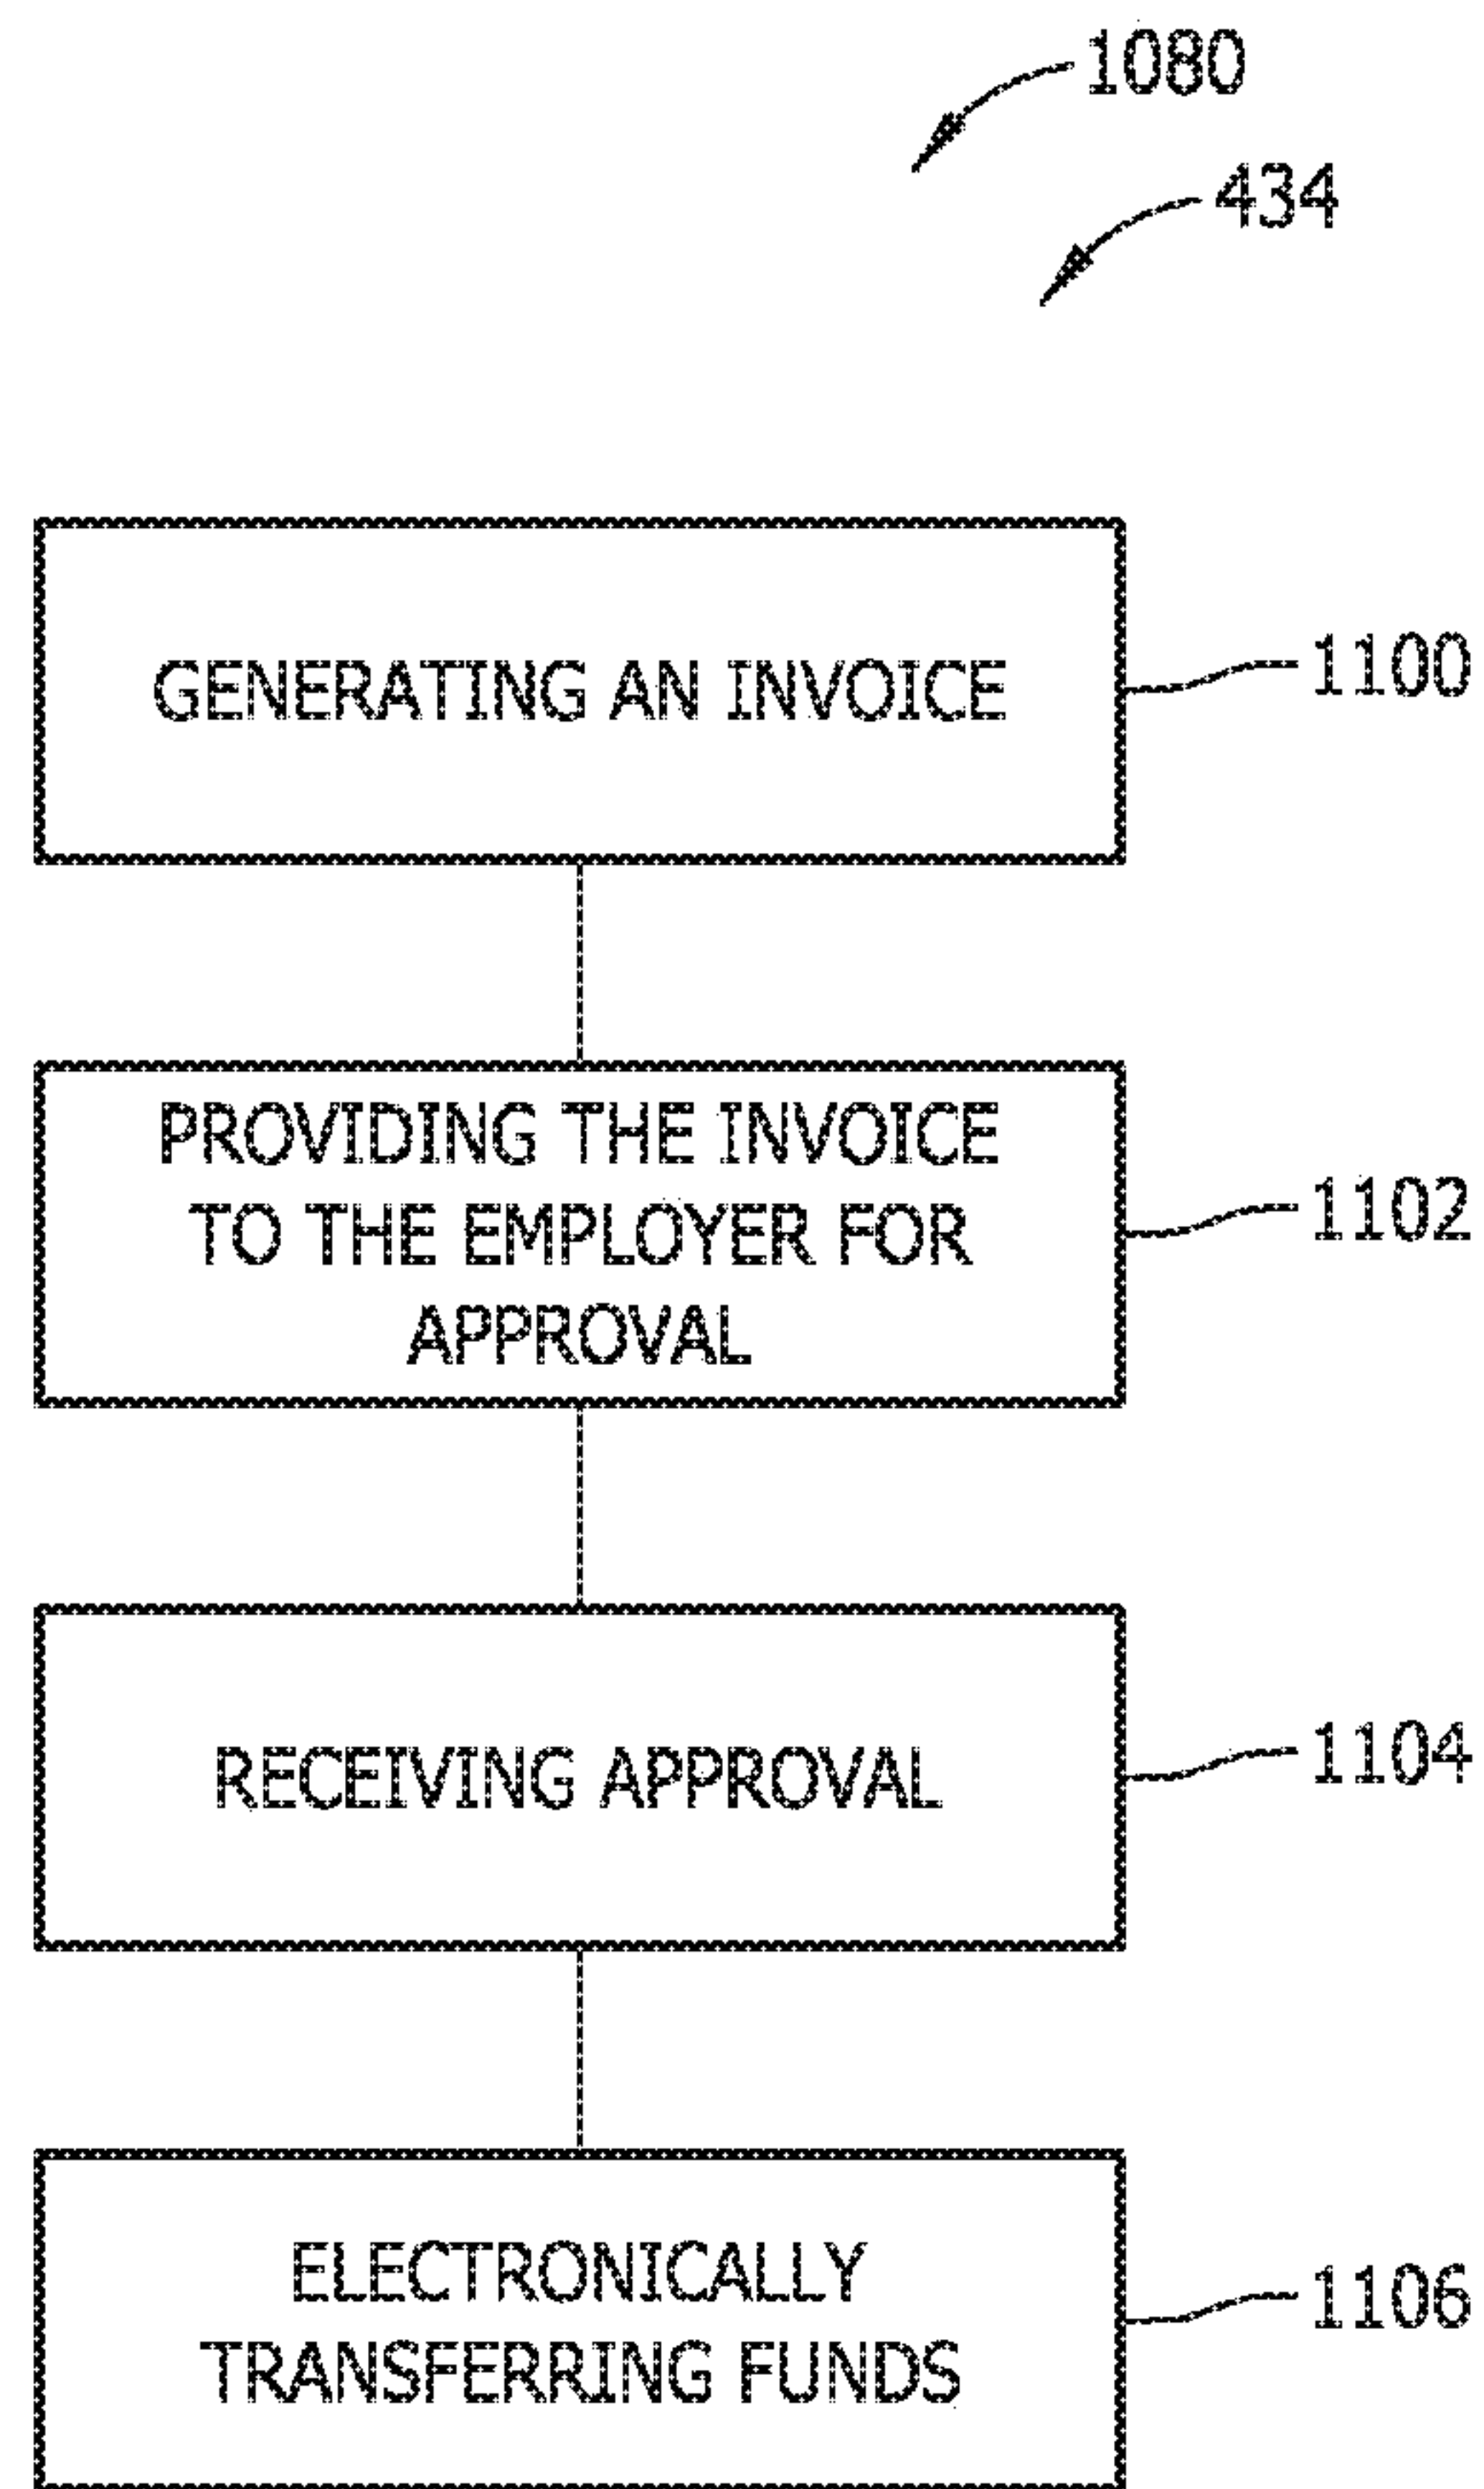 1080
434
GENERATING AN INVOICE
1100
PROVIDING THE INVOICE
TO THE EMPLOYER FOR
APPROVAL
1102
RECEIVING APPROVAL
1104
ELECTRONICALLY
TRANSFERRING FUNDS
1106